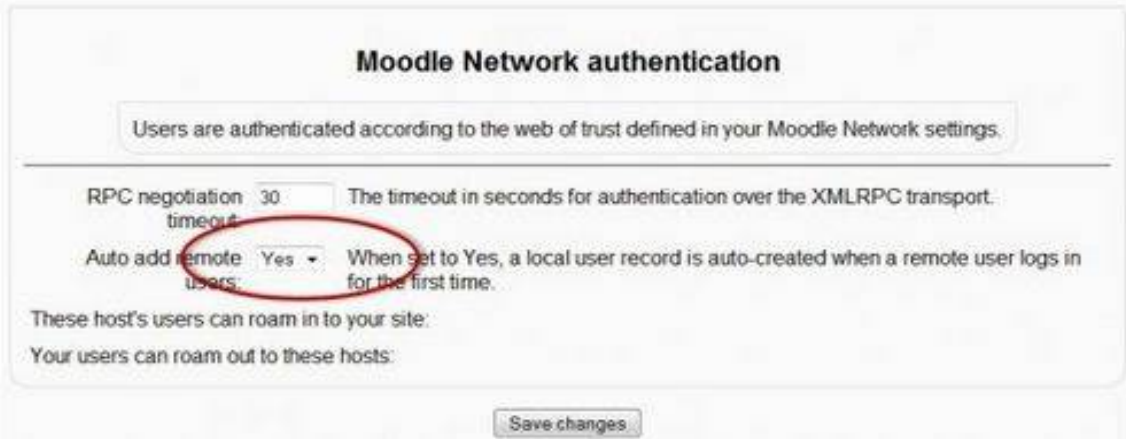 Moodle Network authentication
Users are authenticated according to the web of trust defined in your Moodle Network settings.
RPC negotiation timeout: 30 The timeout in seconds for authentication over the XMLRPC transport.
Auto add remote users: Yes When set to Yes, a local user record is auto-created when a remote user logs in
for the first time.
These host's users can roam in to your site:
Your users can roam out to these hosts:
Save changes